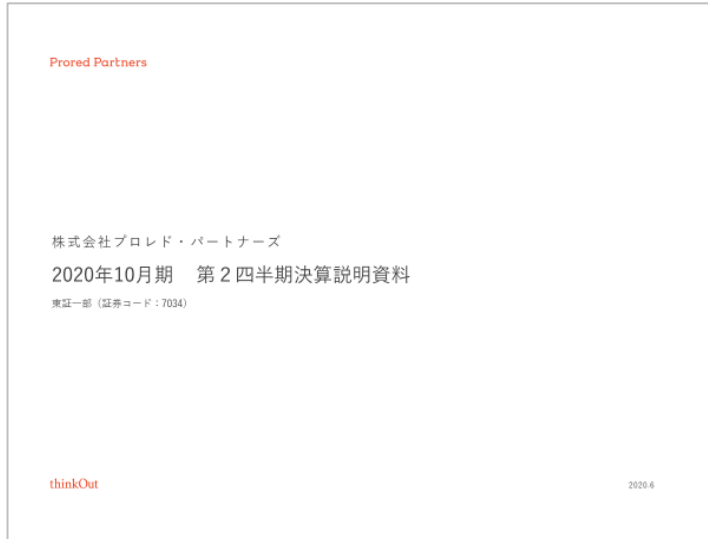 Prored Partners
株式会社プロレド・パートナーズ
2020年10月期　第２四半期決算説明資料
東証一部（証券コード：7034）
thinkOut
2020.6